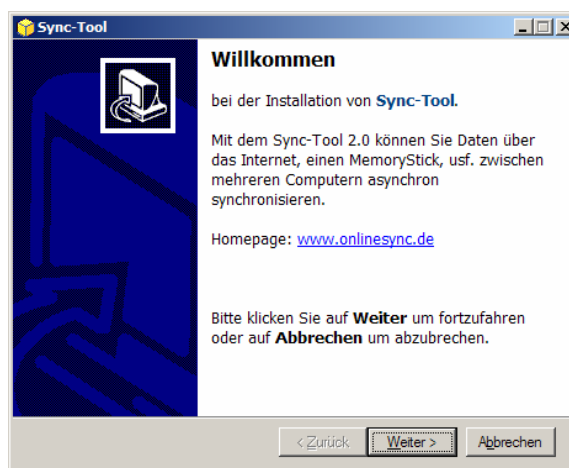 Sync-Tool
Willkommen
bei der Installation von Sync-Tool.
Mit dem Sync-Tool 2.0 können Sie Daten über
das Internet, einen MemoryStick, usf. zwischen
mehreren Computern asynchron
synchronisieren.
Homepage: www.onlinesync.de
Bitte klicken Sie auf Weiter um fortzufahren
oder auf Abbrechen um abzubrechen.
< Zurück Weiter > Abbrechen